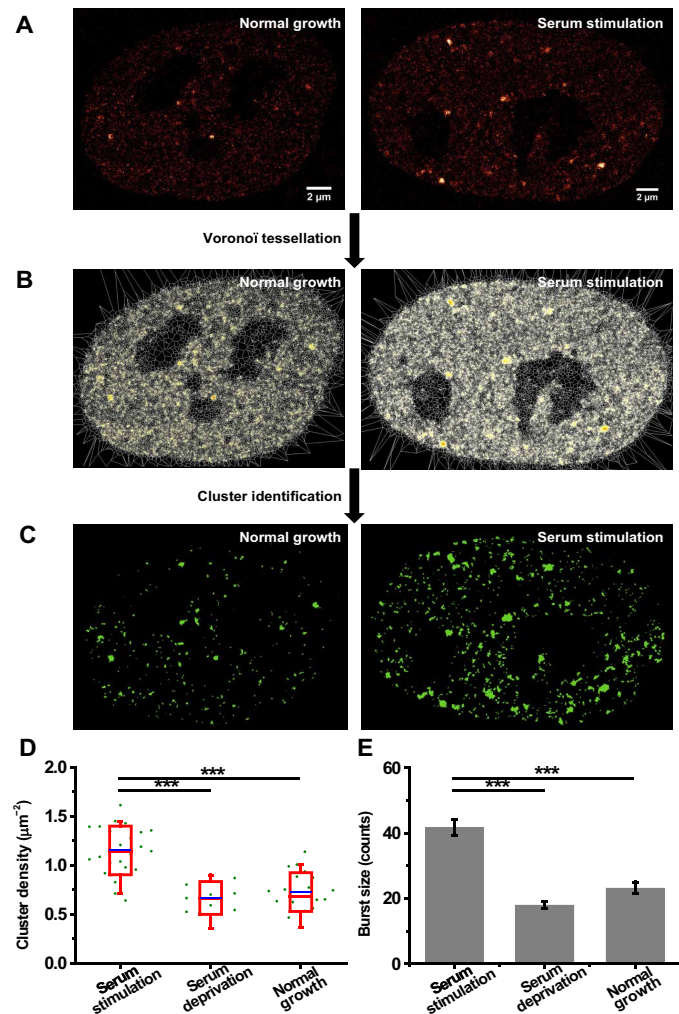 A
Normal growth
Serum stimulation
2 µm
2 µm
Voronoï tessellation
B
Normal growth
Serum stimulation
Cluster identification
C
Normal growth
Serum stimulation
D
E
2.0
1.5
1.0
0.5
0.0
Cluster density (µm⁻²)
***
***
Serum
stimulation
Serum
deprivation
Normal
growth
60
40
20
0
Burst size (counts)
***
***
Serum
stimulation
Serum
deprivation
Normal
growth